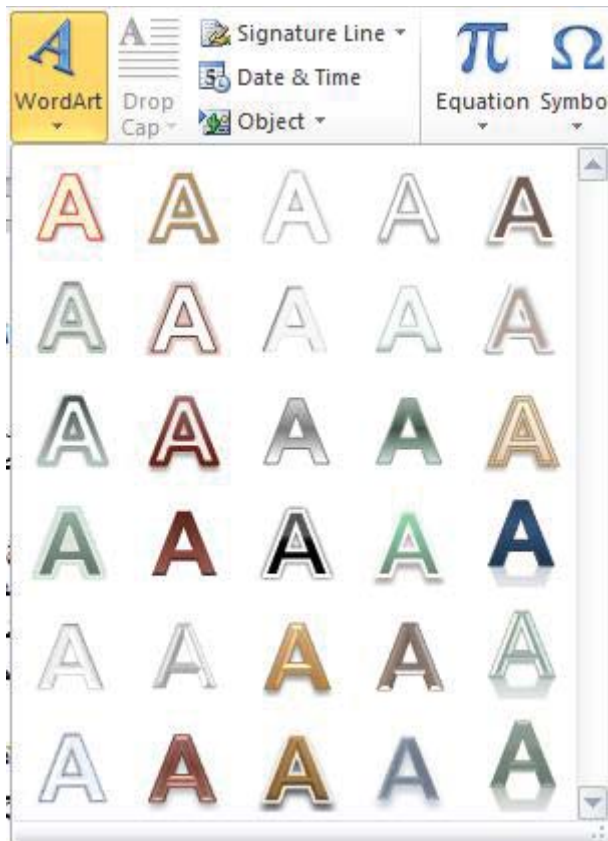 WordArt
Drop
Cap
Signature Line
Date & Time
Object
Equation
Symbo
A A A A A
A A A A A
A A A A A
A A A A A
A A A A A
A A A A A